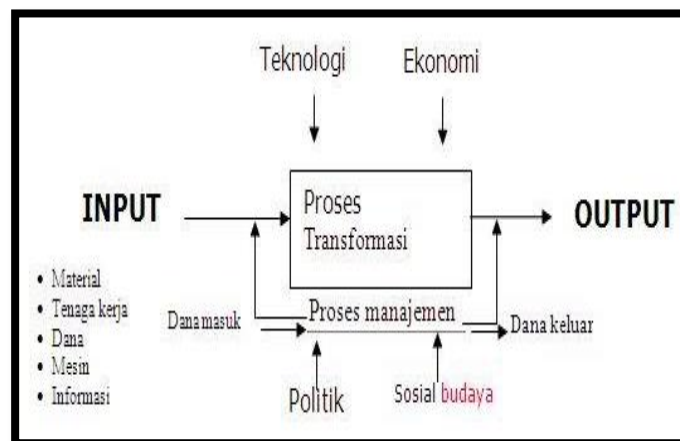 Teknologi Ekonomi
INPUT
Proses
Transformasi
OUTPUT
• Material
• Tenaga kerja
• Dana
• Mesin
• Informasi
Dana masuk
Proses manajemen
Dana keluar
Politik
Sosial budaya